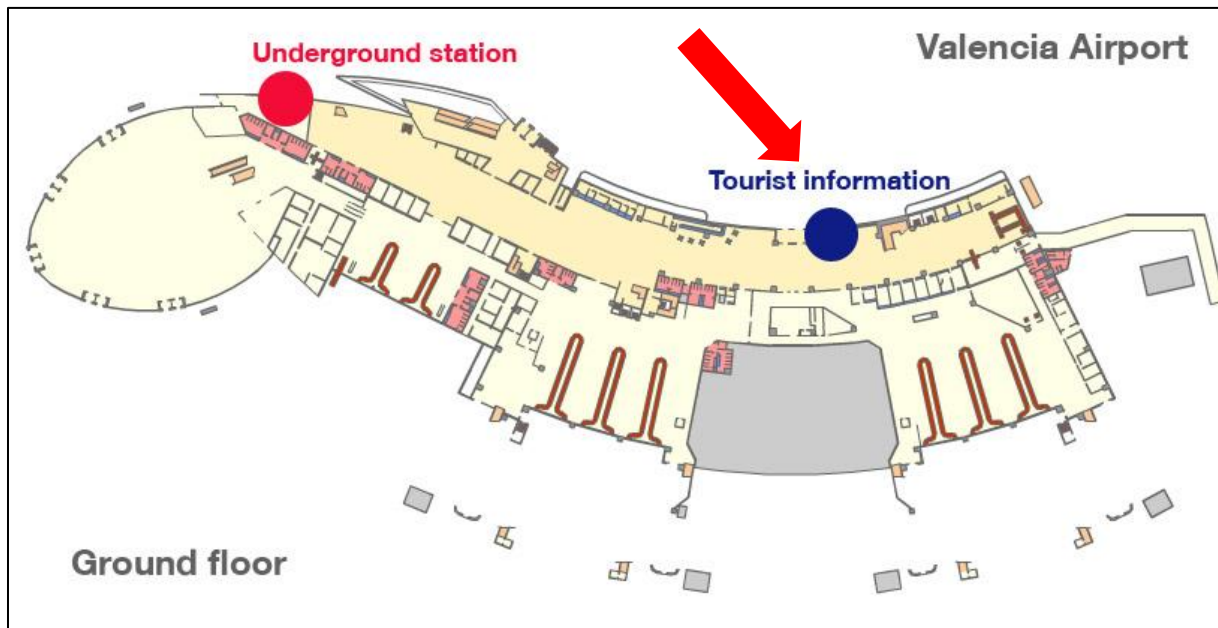 Underground station
Valencia Airport
Tourist information
Ground floor